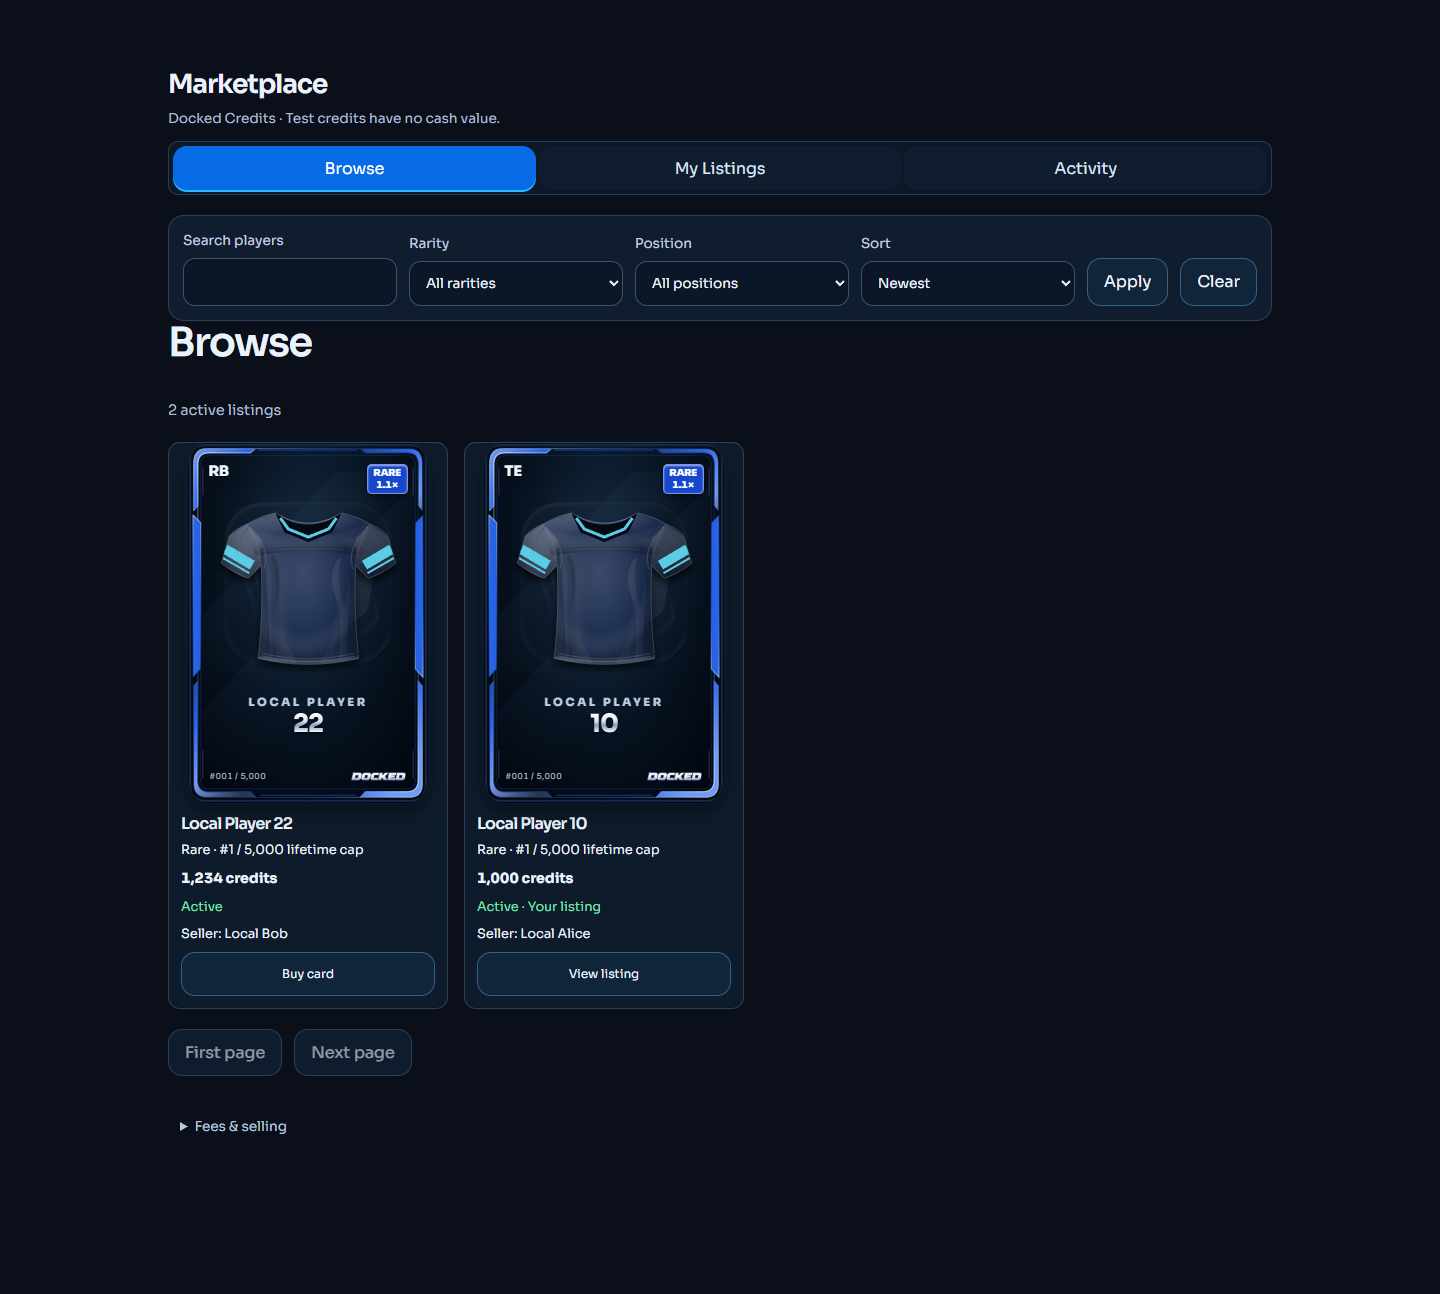 Marketplace
Docked Credits · Test credits have no cash value.
Browse
My Listings
Activity
Search players
Rarity
Position
Sort
All rarities
All positions
Newest
Apply
Clear
Browse
2 active listings
RB
RARE
1.1×
LOCAL PLAYER
22
#001 / 5,000
DOCKED
Local Player 22
Rare · #1 / 5,000 lifetime cap
1,234 credits
Active
Seller: Local Bob
Buy card
TE
RARE
1.1×
LOCAL PLAYER
10
#001 / 5,000
DOCKED
Local Player 10
Rare · #1 / 5,000 lifetime cap
1,000 credits
Active · Your listing
Seller: Local Alice
View listing
First page
Next page
Fees & selling